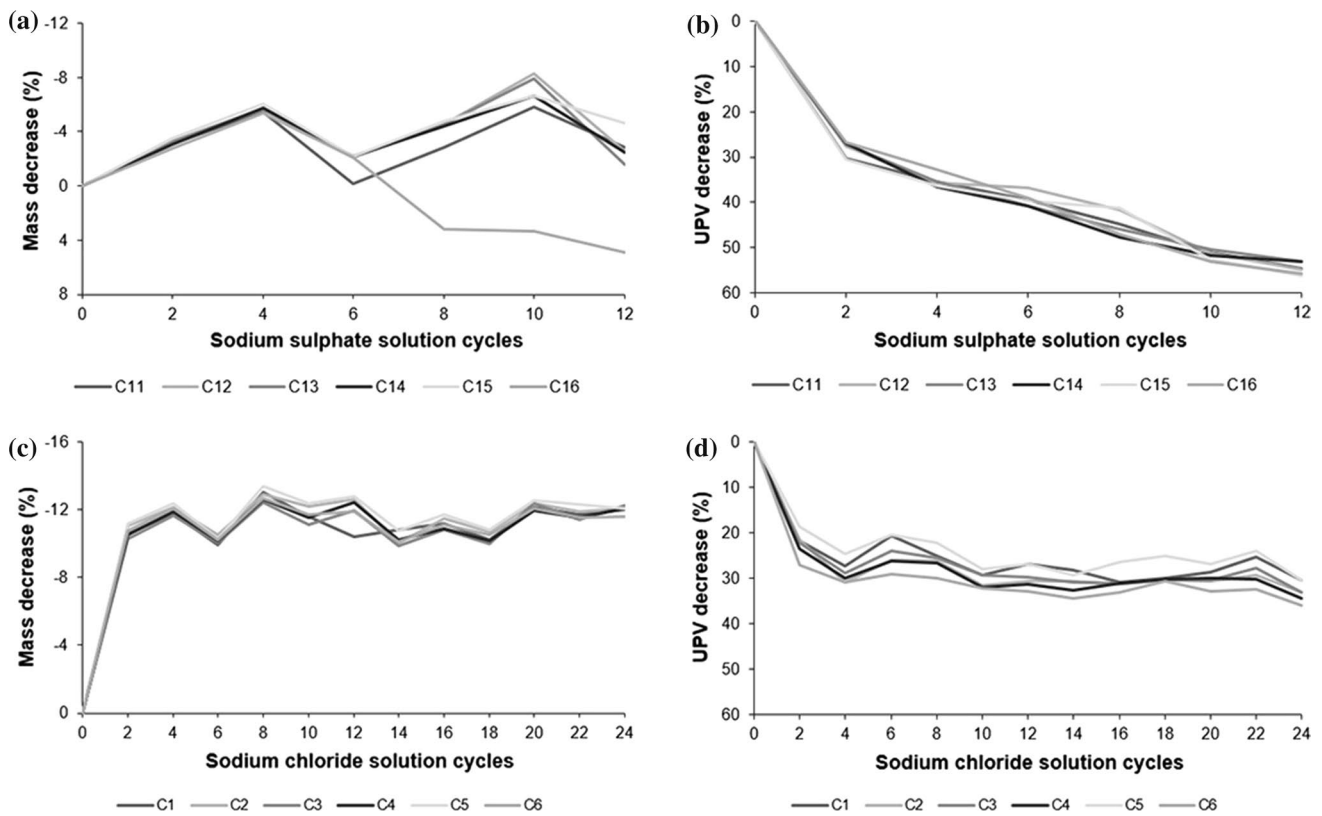 (a)
Mass decrease (%)
-12
-8
-4
0
4
8
0 2 4 6 8 10 12
Sodium sulphate solution cycles
C11 C12 C13 C14 C15 C16
(b)
UPV decrease (%)
0
10
20
30
40
50
60
0 2 4 6 8 10 12
Sodium sulphate solution cycles
C11 C12 C13 C14 C15 C16
(c)
Mass decrease (%)
-16
-12
-8
-4
0
0 2 4 6 8 10 12 14 16 18 20 22 24
Sodium chloride solution cycles
C1 C2 C3 C4 C5 C6
(d)
UPV decrease (%)
0
10
20
30
40
50
60
0 2 4 6 8 10 12 14 16 18 20 22 24
Sodium chloride solution cycles
C1 C2 C3 C4 C5 C6